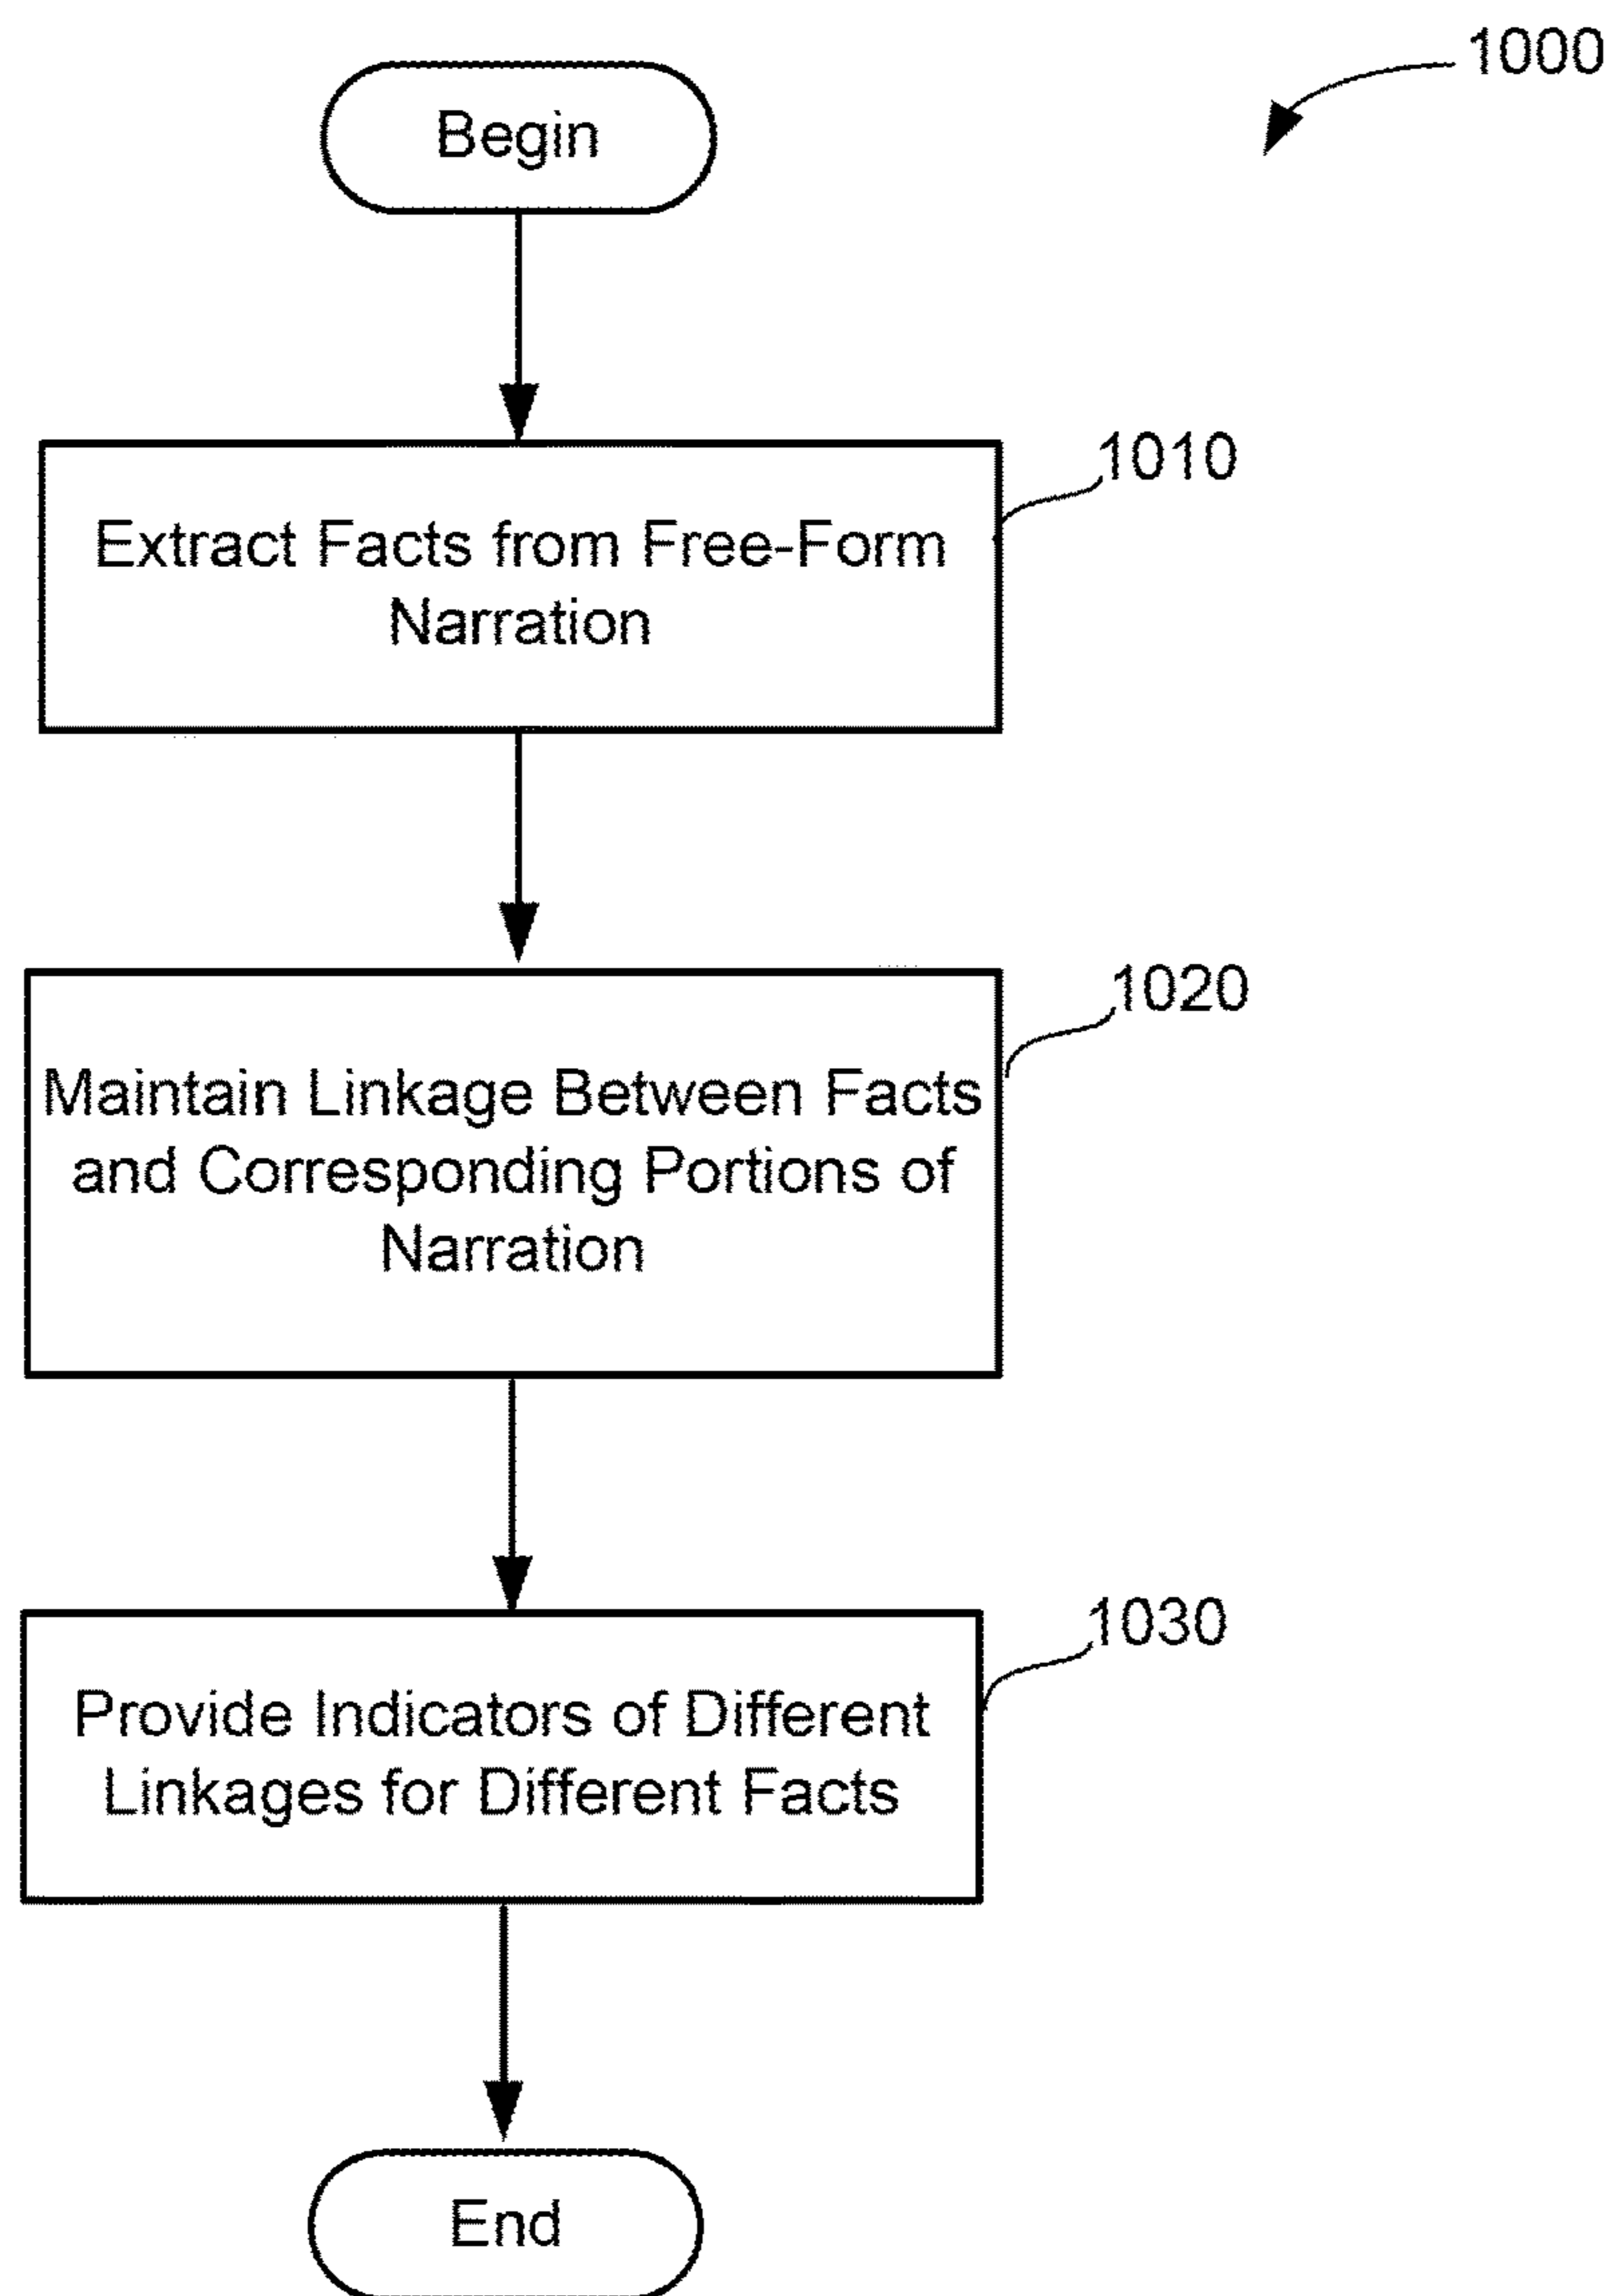 1000
Begin
1010
Extract Facts from Free-Form
Narration
1020
Maintain Linkage Between Facts
and Corresponding Portions of
Narration
1030
Provide Indicators of Different
Linkages for Different Facts
End